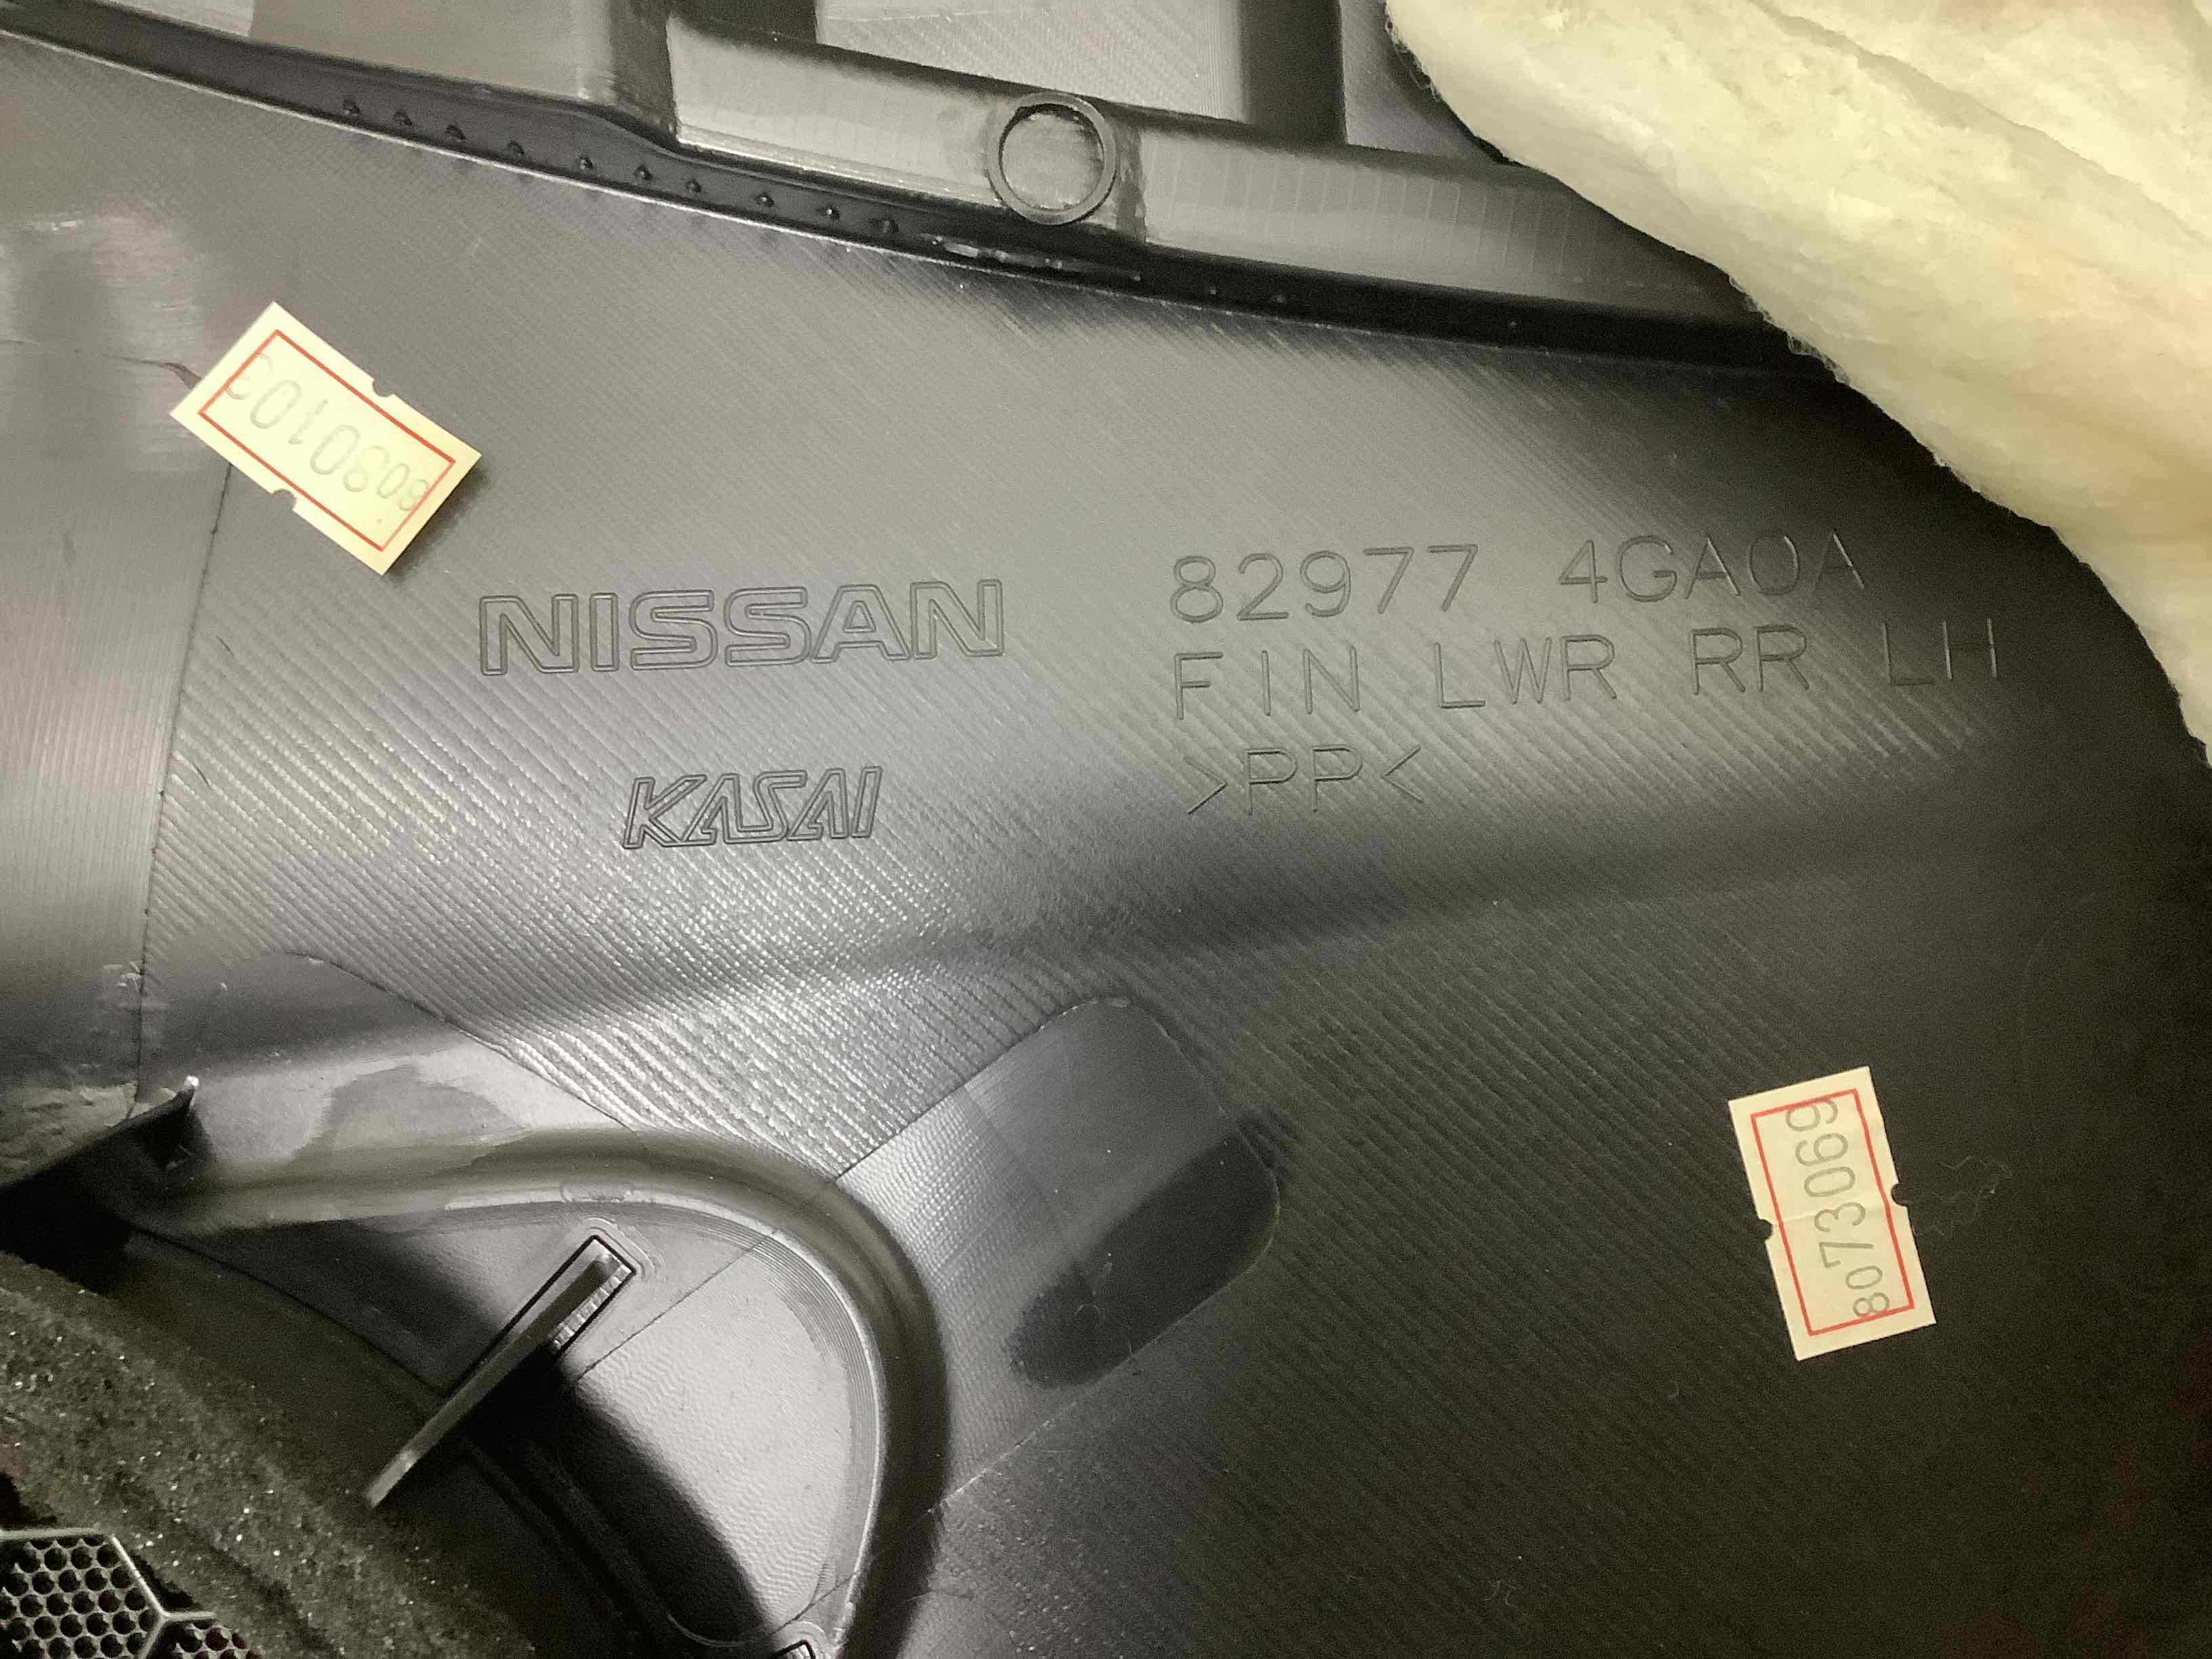 8080103
NISSAN
82977 4GA0A
FIN LWR RR LH
KASAI
>PP<
8073069